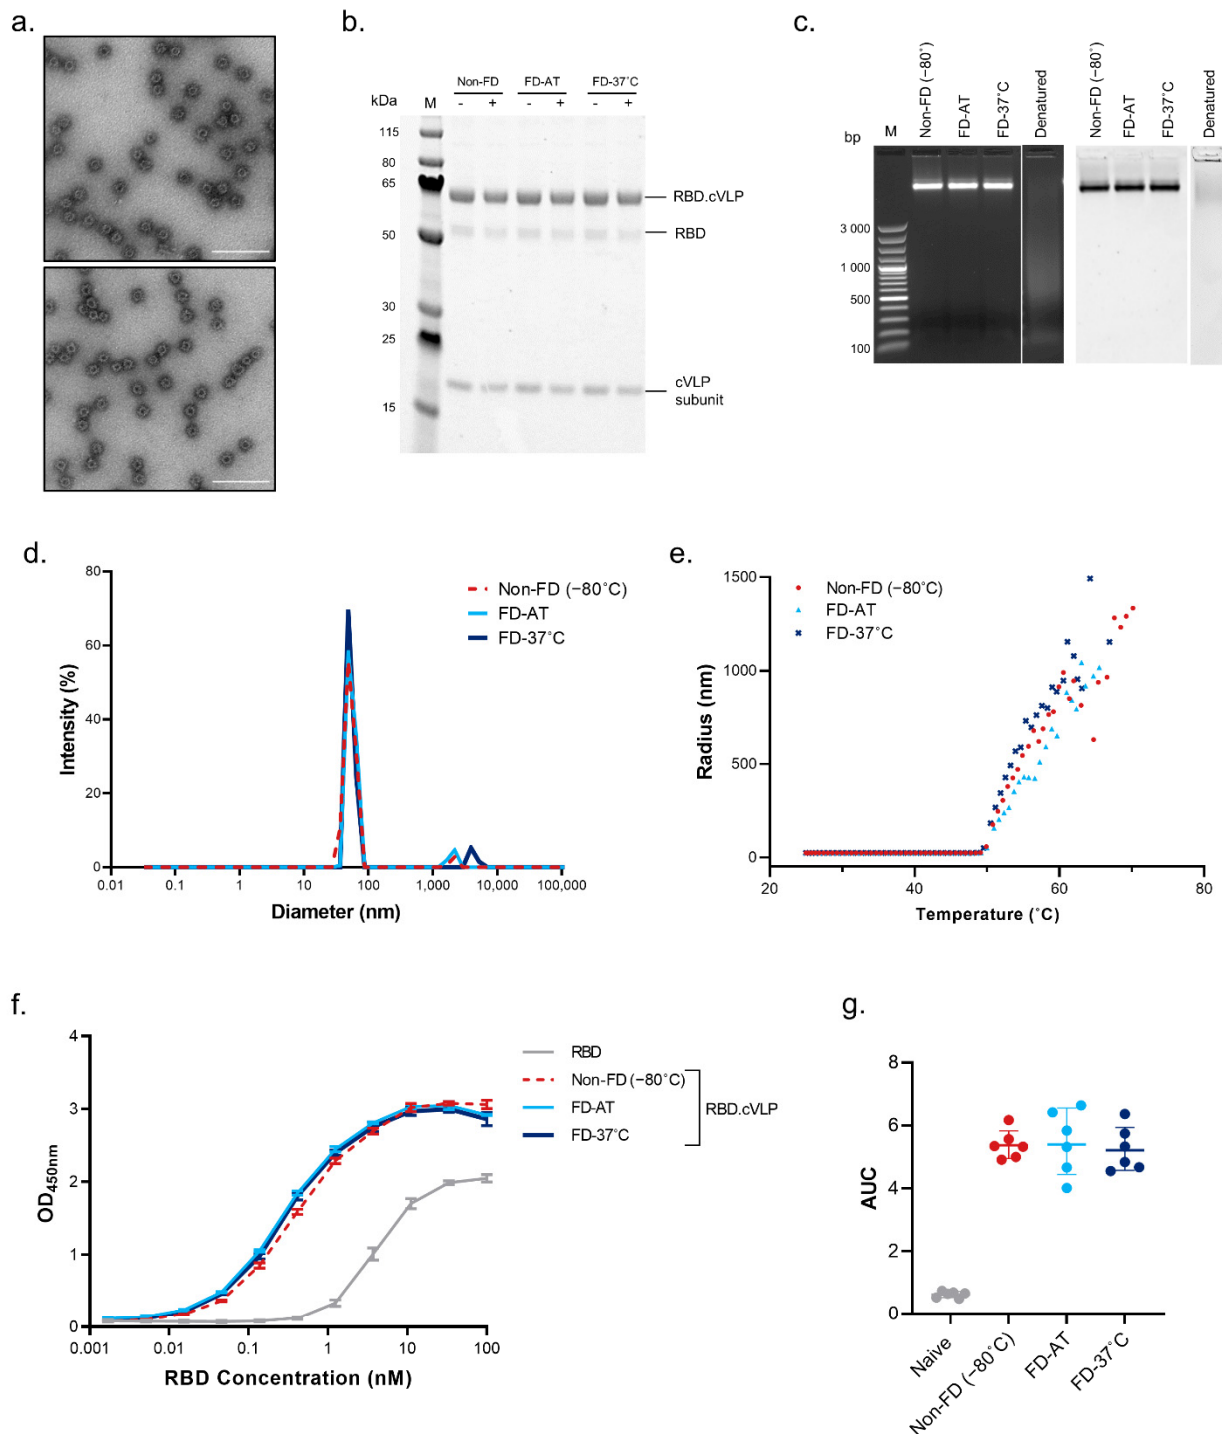 a.
b.
Non-FD FD-AT FD-37°C
kDa M - + - + - +
115
80
65
50
30
25
15
RBD.cVLP
RBD
cVLP
subunit
c.
bp M Non-FD (−80°) FD-AT FD-37°C Denatured Non-FD (−80°) FD-AT FD-37°C Denatured
3 000
1 000
500
100
d.
80
60
40
20
0
Intensity (%)
0.01 0.1 1 10 100 1,000 10,000 100,000
Diameter (nm)
Non-FD (−80°C)
FD-AT
FD-37°C
e.
1500
1000
500
0
Radius (nm)
20 40 60 80
Temperature (°C)
Non-FD (−80°C)
FD-AT
FD-37°C
f.
4
3
2
1
0
OD450nm
0.001 0.01 0.1 1 10 100
RBD Concentration (nM)
RBD
Non-FD (−80°C)
FD-AT
FD-37°C
RBD.cVLP
g.
8
6
4
2
0
AUC
Naive Non-FD (−80°C) FD-AT FD-37°C